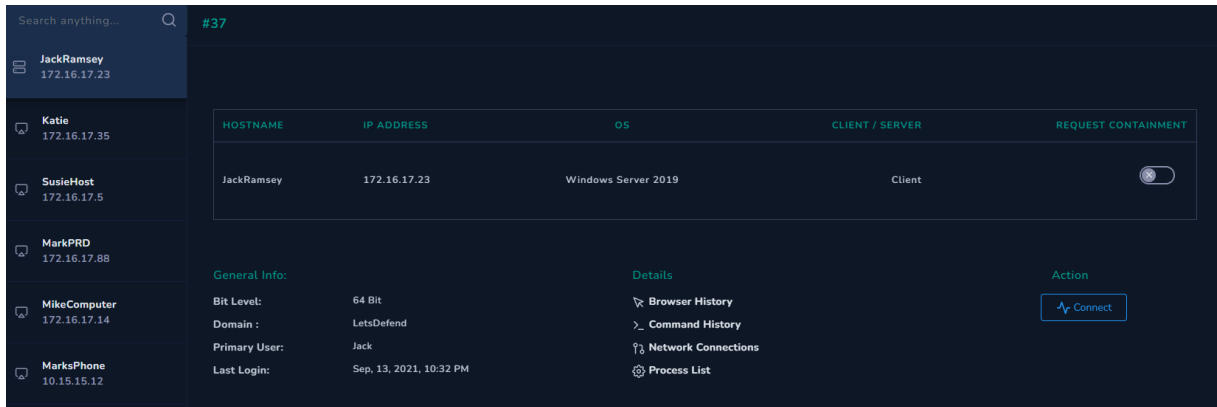 Search anything...
#37
JackRamsey
172.16.17.23
Katie
172.16.17.35
SusieHost
172.16.17.5
MarkPRD
172.16.17.88
MikeComputer
172.16.17.14
MarksPhone
10.15.15.12
HOSTNAME IP ADDRESS OS CLIENT / SERVER REQUEST CONTAINMENT
JackRamsey 172.16.17.23 Windows Server 2019 Client
General Info:
Bit Level: 64 Bit
Domain : LetsDefend
Primary User: Jack
Last Login: Sep, 13, 2021, 10:32 PM
Details
Browser History
Command History
Network Connections
Process List
Action
Connect